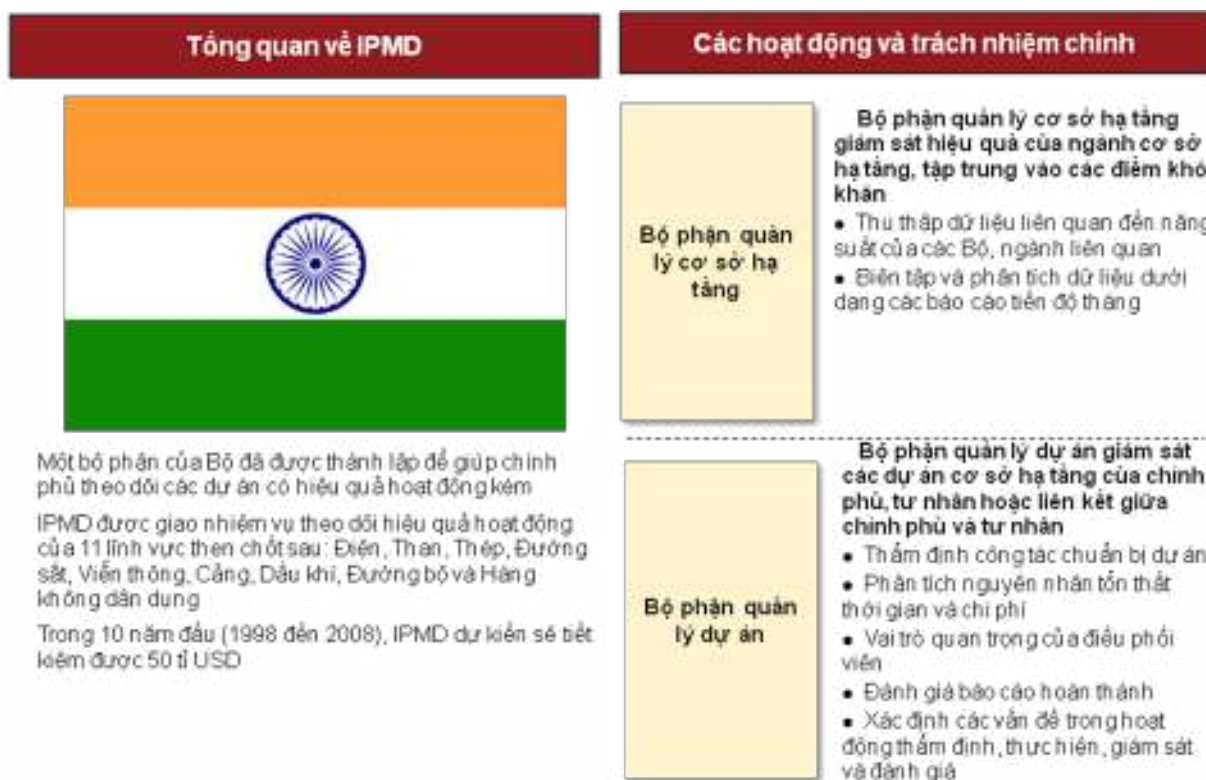 Tổng quan về IPMD
Một bộ phận của Bộ đã được thành lập để giúp chính
phủ theo dõi các dự án có hiệu quả hoạt động kém
IPMD được giao nhiệm vụ theo dõi hiệu quả hoạt động
của 11 lĩnh vực then chốt sau: Điện, Than, Thép, Đường
sắt, Viễn thông, Cảng, Dầu khí, Đường bộ và Hàng
không dân dụng
Trong 10 năm đầu (1998 đến 2008), IPMD dự kiến sẽ tiết
kiệm được 50 tỉ USD
Các hoạt động và trách nhiệm chính
Bộ phận quản
lý cơ sở hạ
tầng
Bộ phận quản lý cơ sở hạ tầng
giám sát hiệu quả của ngành cơ sở
hạ tầng, tập trung vào các điểm khó
khăn
• Thu thập dữ liệu liên quan đến năng
suất của các Bộ, ngành liên quan
• Biên tập và phân tích dữ liệu dưới
dạng các báo cáo tiến độ tháng
Bộ phận quản
lý dự án
Bộ phận quản lý dự án giám sát
các dự án cơ sở hạ tầng của chính
phủ, tư nhân hoặc liên kết giữa
chính phủ và tư nhân
• Thẩm định công tác chuẩn bị dự án
• Phân tích nguyên nhân tổn thất
thời gian và chi phí
• Vai trò quan trọng của điều phối
viên
• Đánh giá báo cáo hoàn thành
• Xác định các vấn đề trong hoạt
động thẩm định, thực hiện, giám sát
và đánh giá